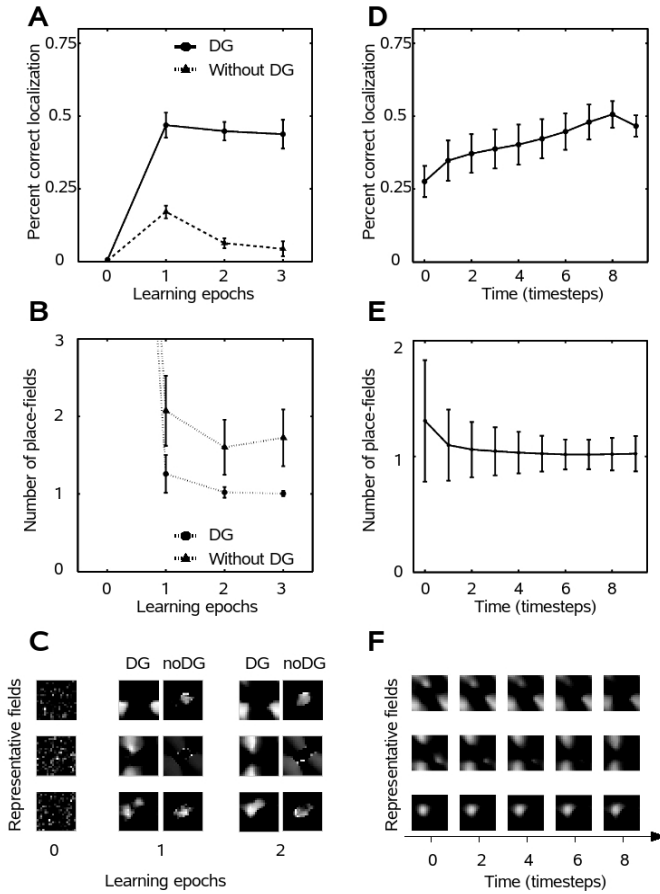 A
Percent correct localization
0.75
0.5
0.25
0
DG
Without DG
0 1 2 3
Learning epochs
B
Number of place-fields
3
2
1
0
DG
Without DG
0 1 2 3
Learning epochs
C
Representative fields
DG noDG DG noDG
0 1 2
Learning epochs
D
Percent correct localization
0.75
0.5
0.25
0
0 2 4 6 8
Time (timesteps)
E
Number of place-fields
2
1
0
0 2 4 6 8
Time (timesteps)
F
Representative fields
0 2 4 6 8
Time (timesteps)